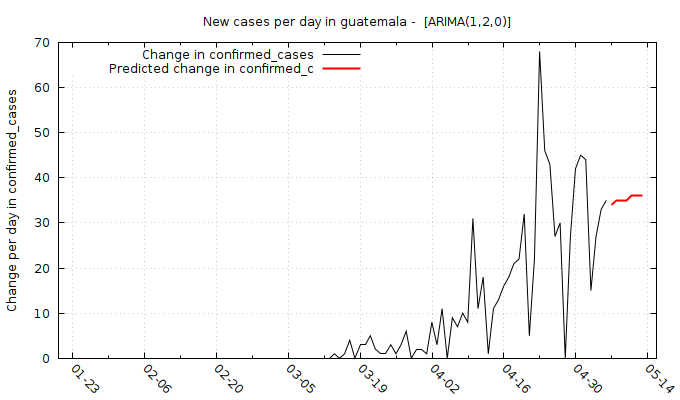 New cases per day in guatemala -  [ARIMA(1,2,0)]
Change in confirmed_cases
Predicted change in confirmed_c
Change per day in confirmed_cases
70
60
50
40
30
20
10
0
01-23 02-06 02-20 03-05 03-19 04-02 04-16 04-30 05-14